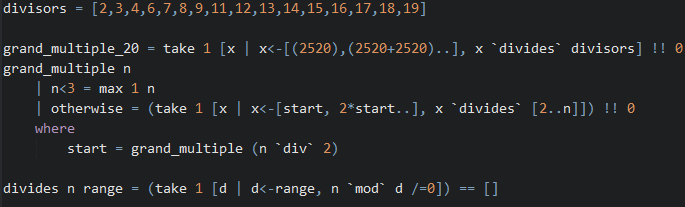 divisors = [2,3,4,6,7,8,9,11,12,13,14,15,16,17,18,19]
grand_multiple_20 = take 1 [x | x<-[(2520),(2520+2520)..], x `divides` divisors] !! 0
grand_multiple n
    | n<3 = max 1 n
    | otherwise = (take 1 [x | x<-[start, 2*start..], x `divides` [2..n]]) !! 0
    where
        start = grand_multiple (n `div` 2)
divides n range = (take 1 [d | d<-range, n `mod` d /=0]) == []